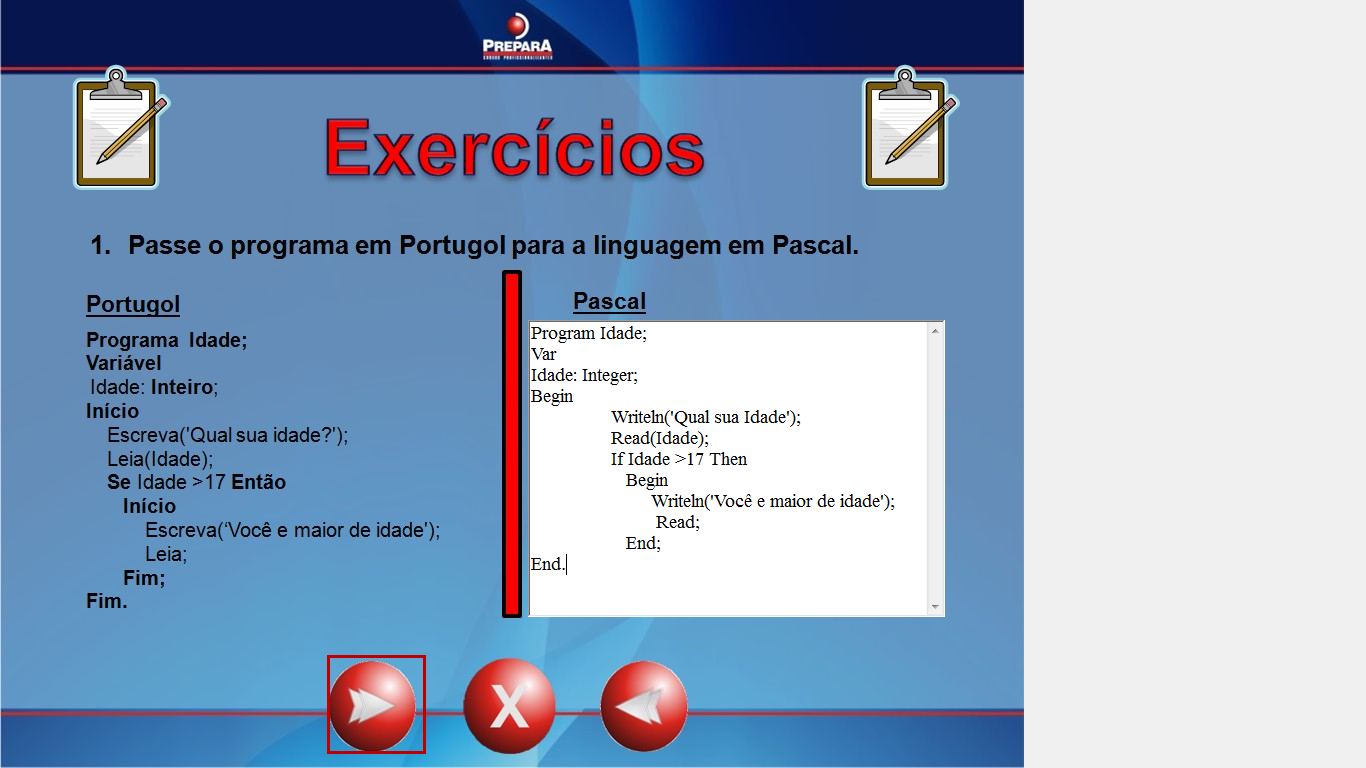 PREPARA
CURSOS PROFISSIONALIZANTES
Exercícios
1. Passe o programa em Portugol para a linguagem em Pascal.
Portugol
Programa Idade;
Variável
Idade: Inteiro;
Início
Escreva('Qual sua idade?');
Leia(Idade);
Se Idade >17 Então
Início
Escreva(‘Você e maior de idade');
Leia;
Fim;
Fim.
Pascal
Program Idade;
Var
Idade: Integer;
Begin
Writeln('Qual sua Idade');
Read(Idade);
If Idade >17 Then
Begin
Writeln('Você e maior de idade');
Read;
End;
End.
X